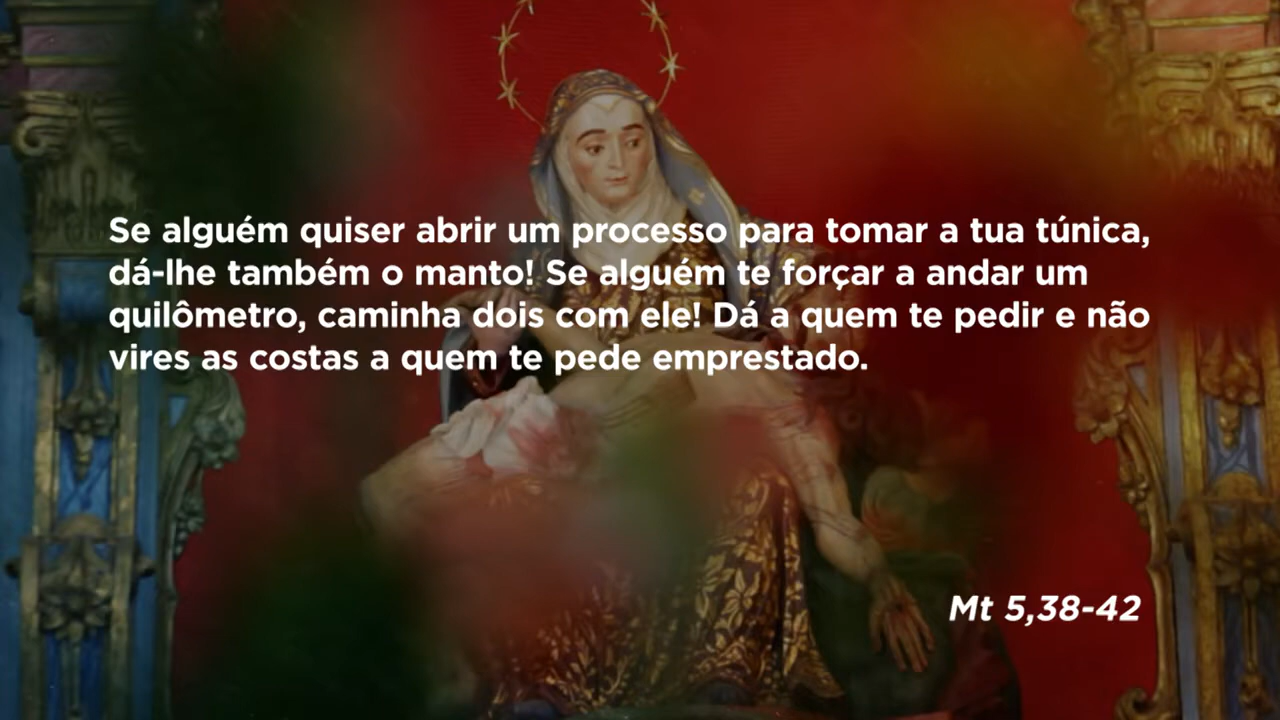 Se alguém quiser abrir um processo para tomar a tua túnica,
dá-lhe também o manto! Se alguém te forçar a andar um
quilômetro, caminha dois com ele! Dá a quem te pedir e não
vires as costas a quem te pede emprestado.
Mt 5,38-42